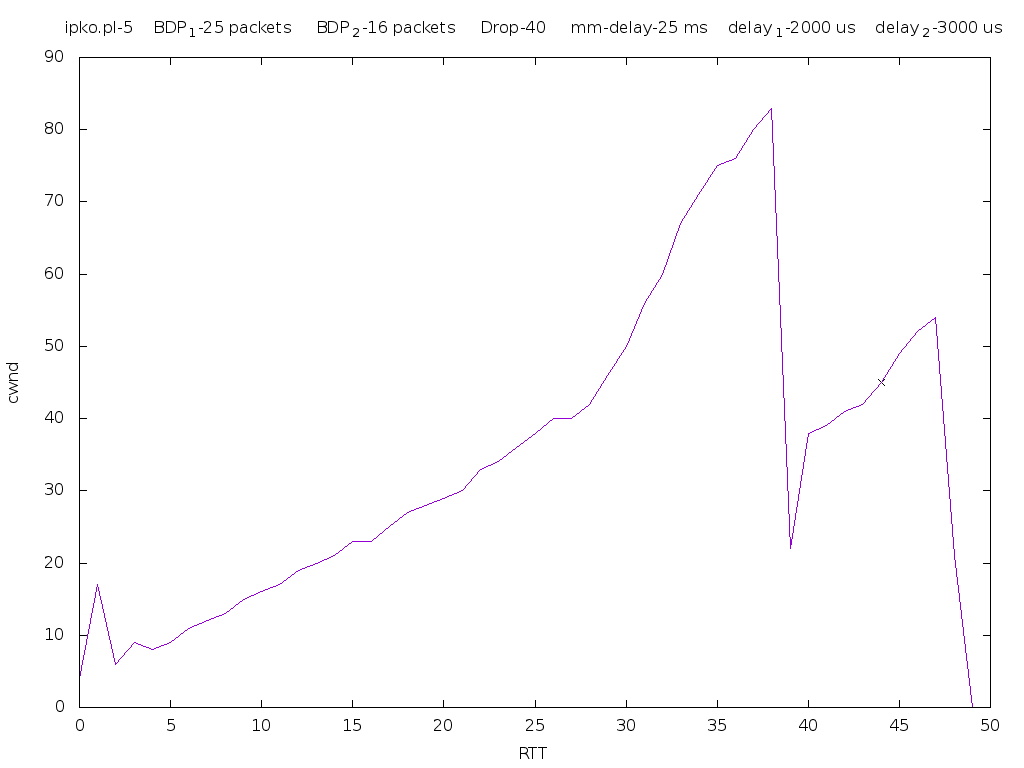 ipko.pl-5 BDP1-25 packets BDP2-16 packets Drop-40 mm-delay-25 ms delay1-2000 us delay2-3000 us
90
80
70
60
50
40
30
20
10
0
cwnd
0 5 10 15 20 25 30 35 40 45 50
RTT